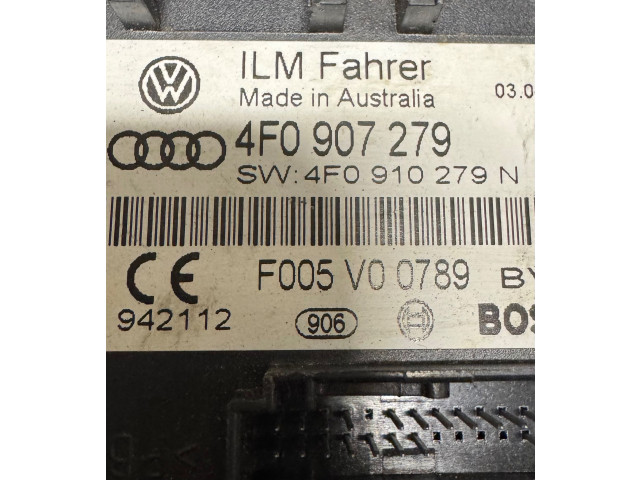 ILM Fahrer
Made in Australia
03.0
4F0 907 279
SW: 4F0 910 279 N
F005 V0 0789 BY
CE
942112
906
BOS